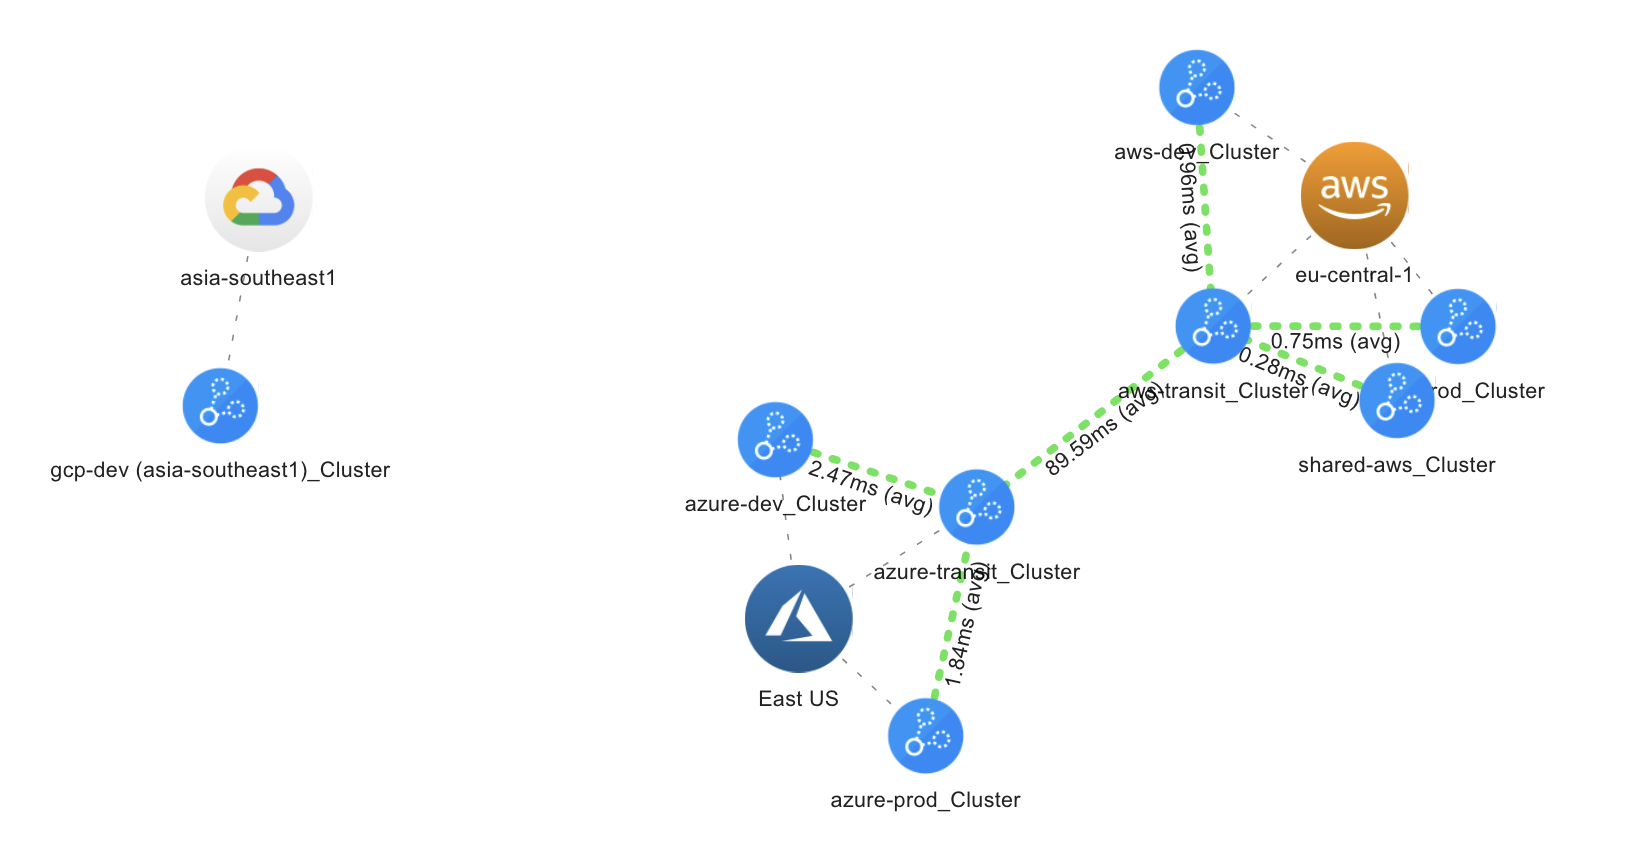 aws-dev_Cluster
0.96ms (avg)
aws
asia-southeast1
eu-central-1
0.75ms (avg)
0.28ms (avg)
aws-transit_Cluster
rod_Cluster
89.59ms (avg)
gcp-dev (asia-southeast1)_Cluster
shared-aws_Cluster
2.47ms (avg)
azure-dev_Cluster
azure-transit_Cluster
1.84ms (avg)
East US
azure-prod_Cluster